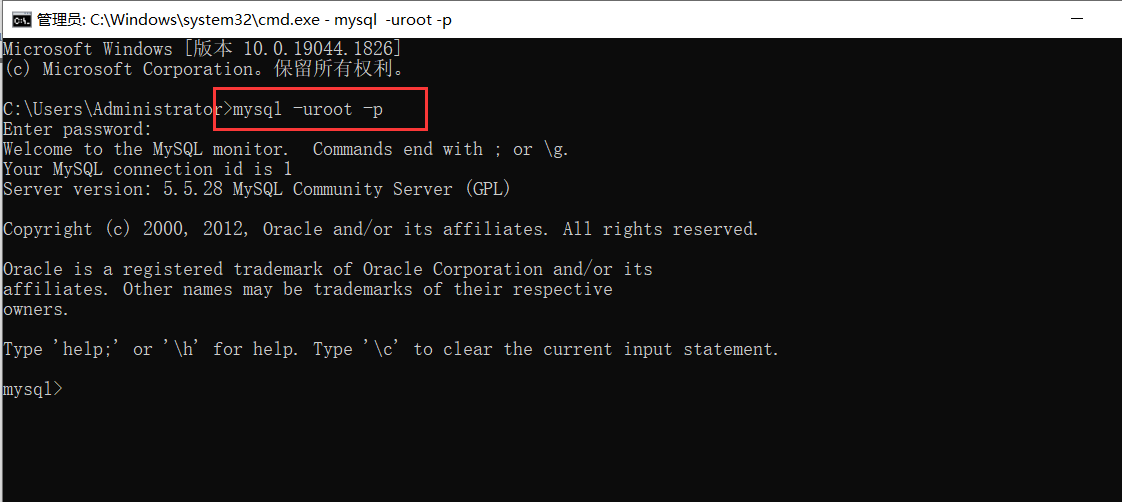 管理员: C:\Windows\system32\cmd.exe - mysql  -uroot -p
Microsoft Windows [版本 10.0.19044.1826]
(c) Microsoft Corporation。保留所有权利。
C:\Users\Administrator>mysql -uroot -p
Enter password:
Welcome to the MySQL monitor.  Commands end with ; or \g.
Your MySQL connection id is 1
Server version: 5.5.28 MySQL Community Server (GPL)
Copyright (c) 2000, 2012, Oracle and/or its affiliates. All rights reserved.
Oracle is a registered trademark of Oracle Corporation and/or its
affiliates. Other names may be trademarks of their respective
owners.
Type 'help;' or '\h' for help. Type '\c' to clear the current input statement.
mysql>